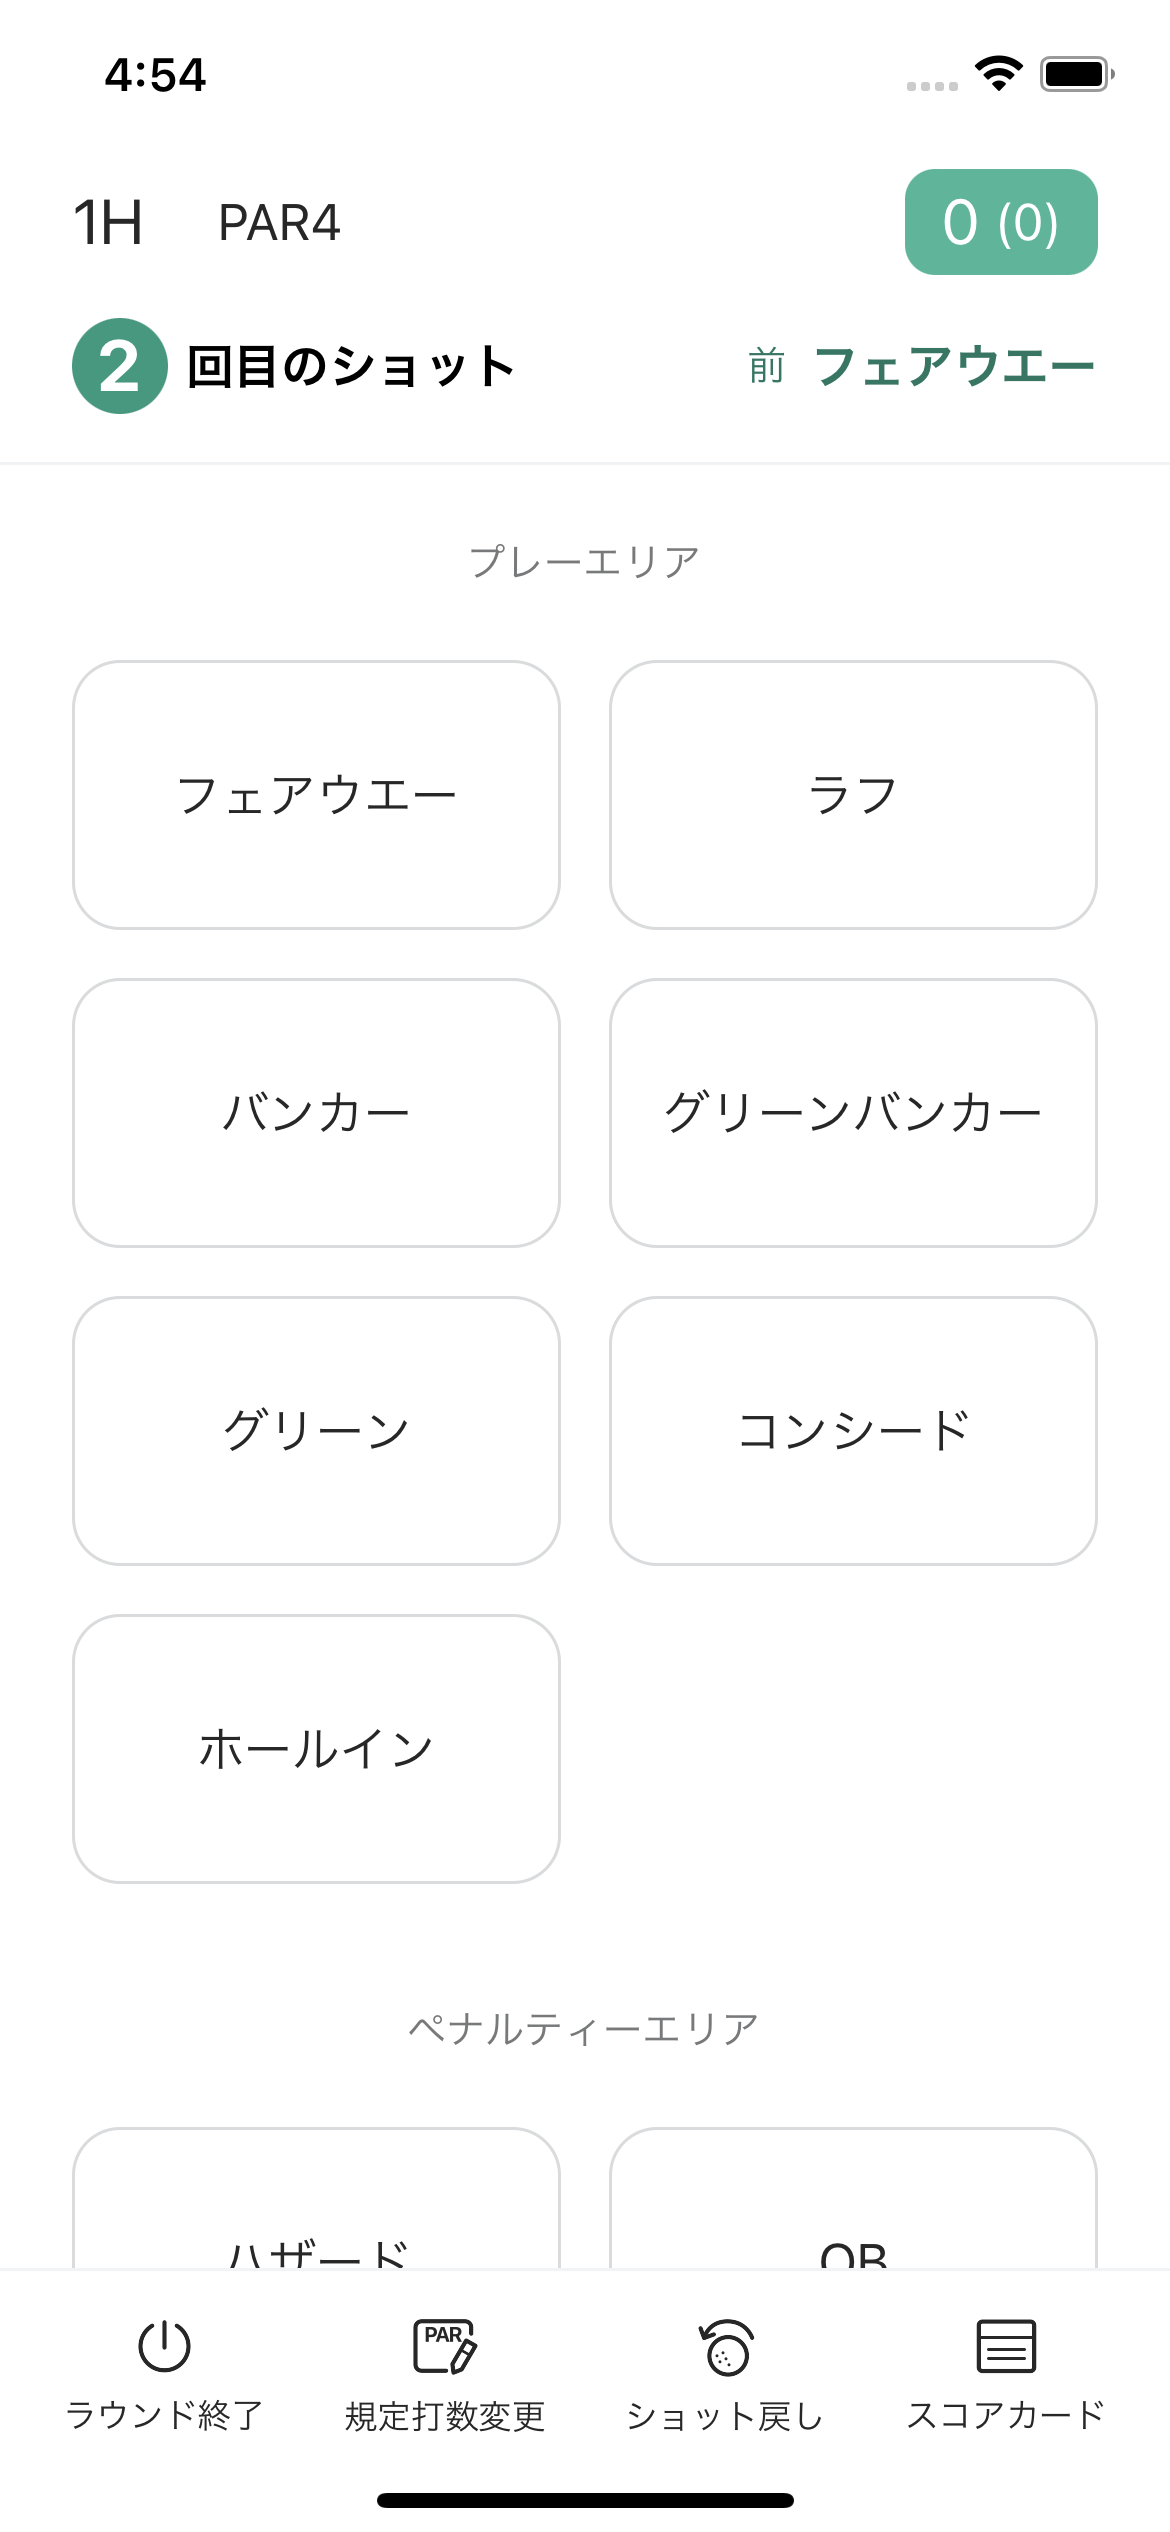 4:54
1H PAR4 0 (0)
2 回目のショット 前 フェアウエー
プレーエリア
フェアウエー ラフ
バンカー グリーンバンカー
グリーン コンシード
ホールイン
ペナルティーエリア
ハザード OB
PAR
ラウンド終了 規定打数変更 ショット戻し スコアカード